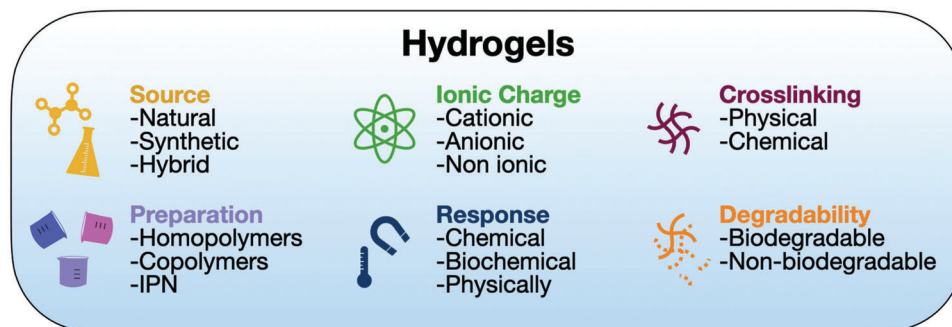 Hydrogels
Source
-Natural
-Synthetic
-Hybrid
Ionic Charge
-Cationic
-Anionic
-Non ionic
Crosslinking
-Physical
-Chemical
Preparation
-Homopolymers
-Copolymers
-IPN
Response
-Chemical
-Biochemical
-Physically
Degradability
-Biodegradable
-Non-biodegradable